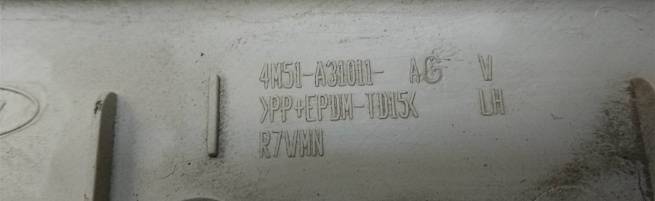 4M51-A31011- AG V
>PP+EPDM-TD15< LH
R7WMN